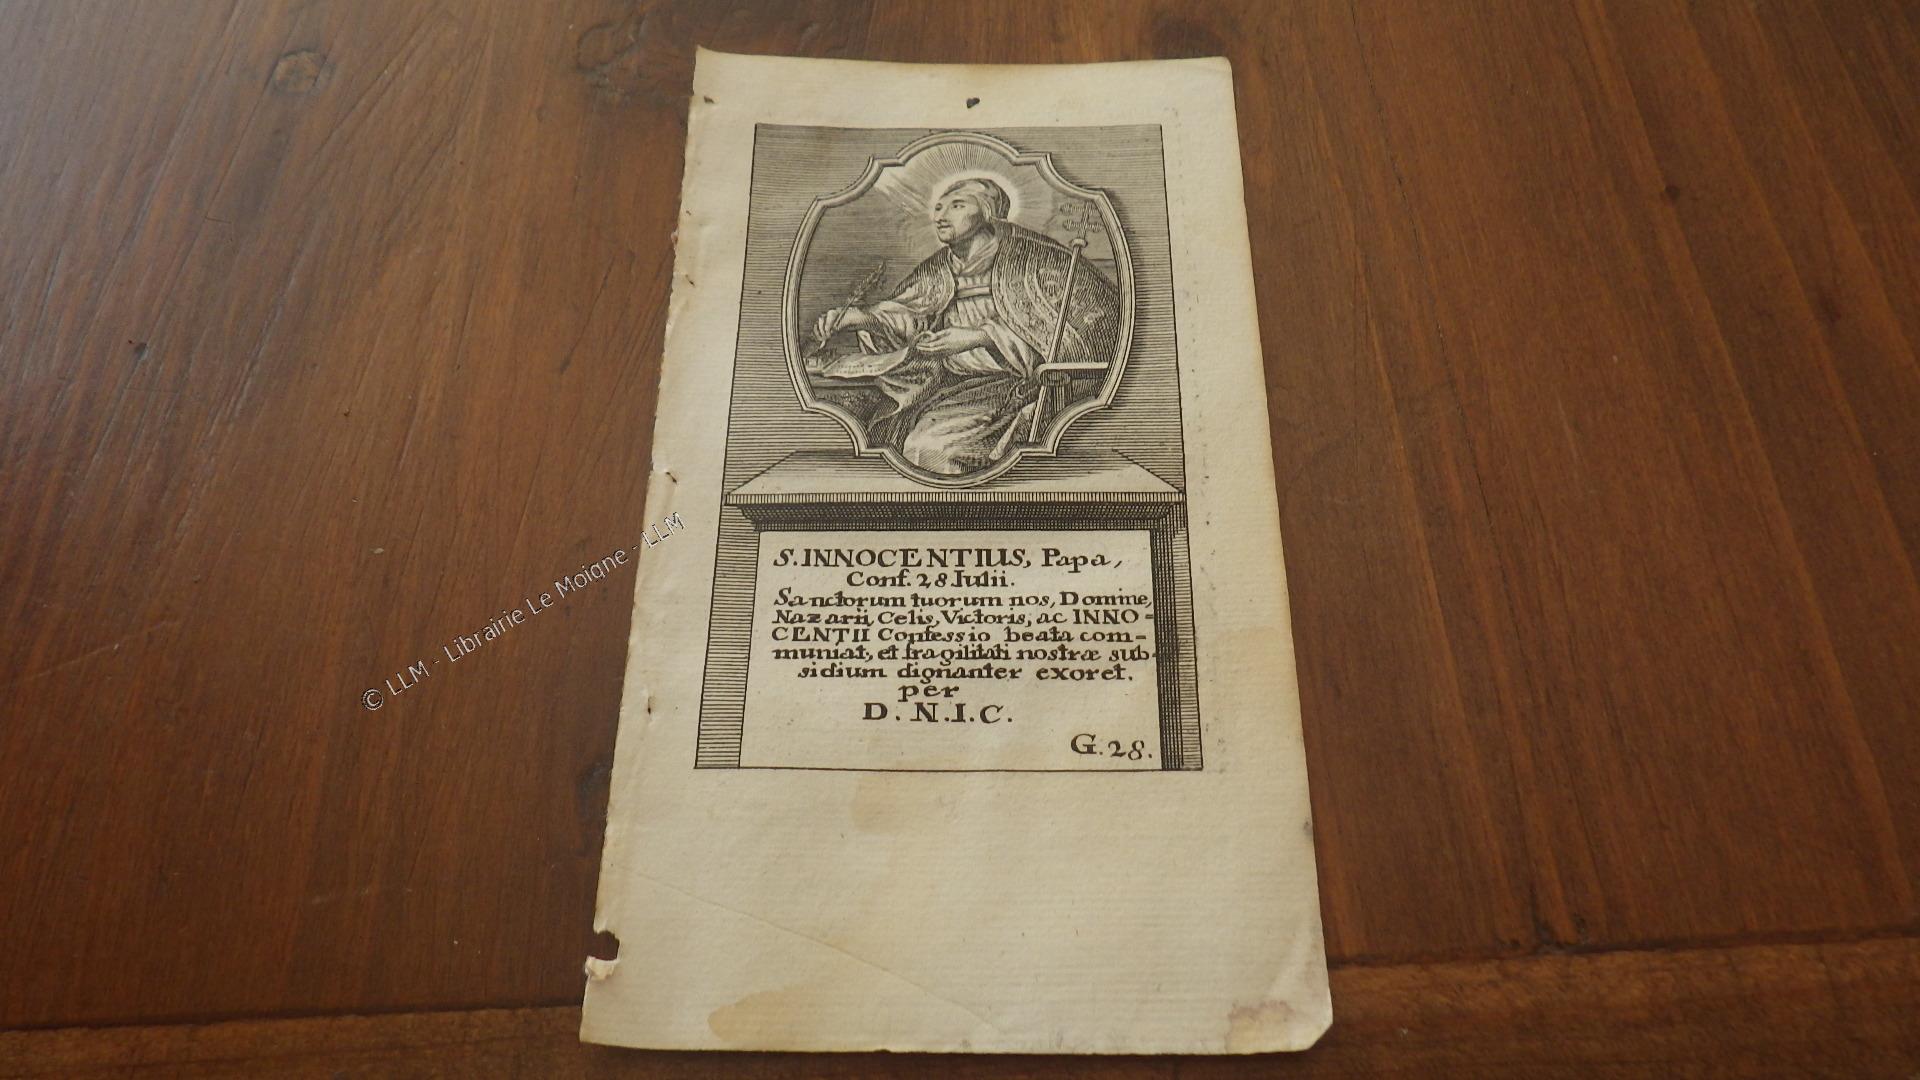 S. INNOCENTIUS, Papa,
Conf. 28 Iulii.
Sanctorum tuorum nos, Domine,
Nazarii, Celis, Victoris, ac INNO=
CENTII Confessio beata com-
muniat, et fragilitati nostræ sub-
sidium dignanter exoret.
per
D. N. I. C.
G. 28.
© LLM - Librairie Le Moigne - LLM